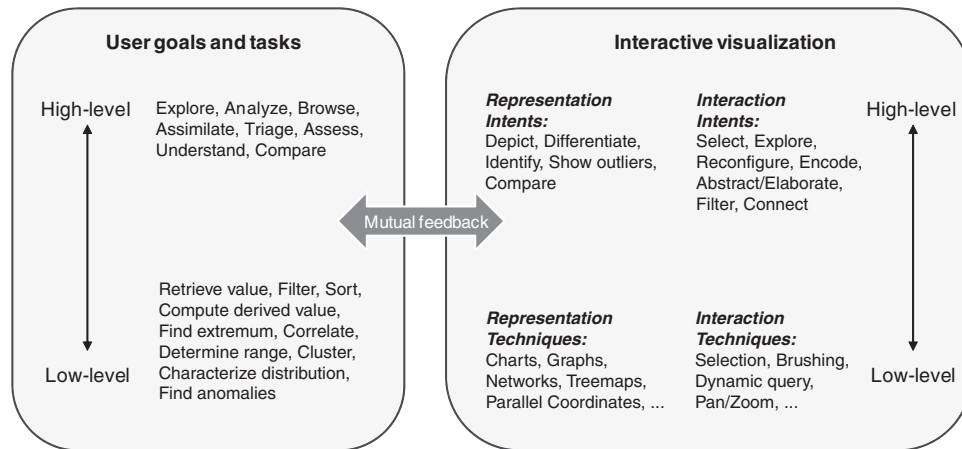 User goals and tasks
High-level
Explore, Analyze, Browse,
Assimilate, Triage, Assess,
Understand, Compare
Retrieve value, Filter, Sort,
Compute derived value,
Find extremum, Correlate,
Determine range, Cluster,
Characterize distribution,
Find anomalies
Low-level
Mutual feedback
Interactive visualization
Representation
Intents:
Depict, Differentiate,
Identify, Show outliers,
Compare
Interaction
Intents:
Select, Explore,
Reconfigure, Encode,
Abstract/Elaborate,
Filter, Connect
High-level
Representation
Techniques:
Charts, Graphs,
Networks, Treemaps,
Parallel Coordinates, ...
Interaction
Techniques:
Selection, Brushing,
Dynamic query,
Pan/Zoom, ...
Low-level